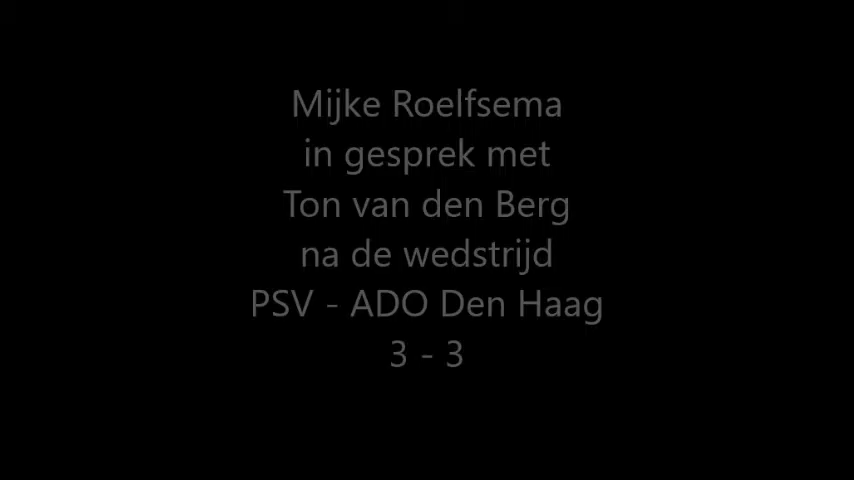 Mijke Roelfsema
in gesprek met
Ton van den Berg
na de wedstrijd
PSV - ADO Den Haag
3 - 3